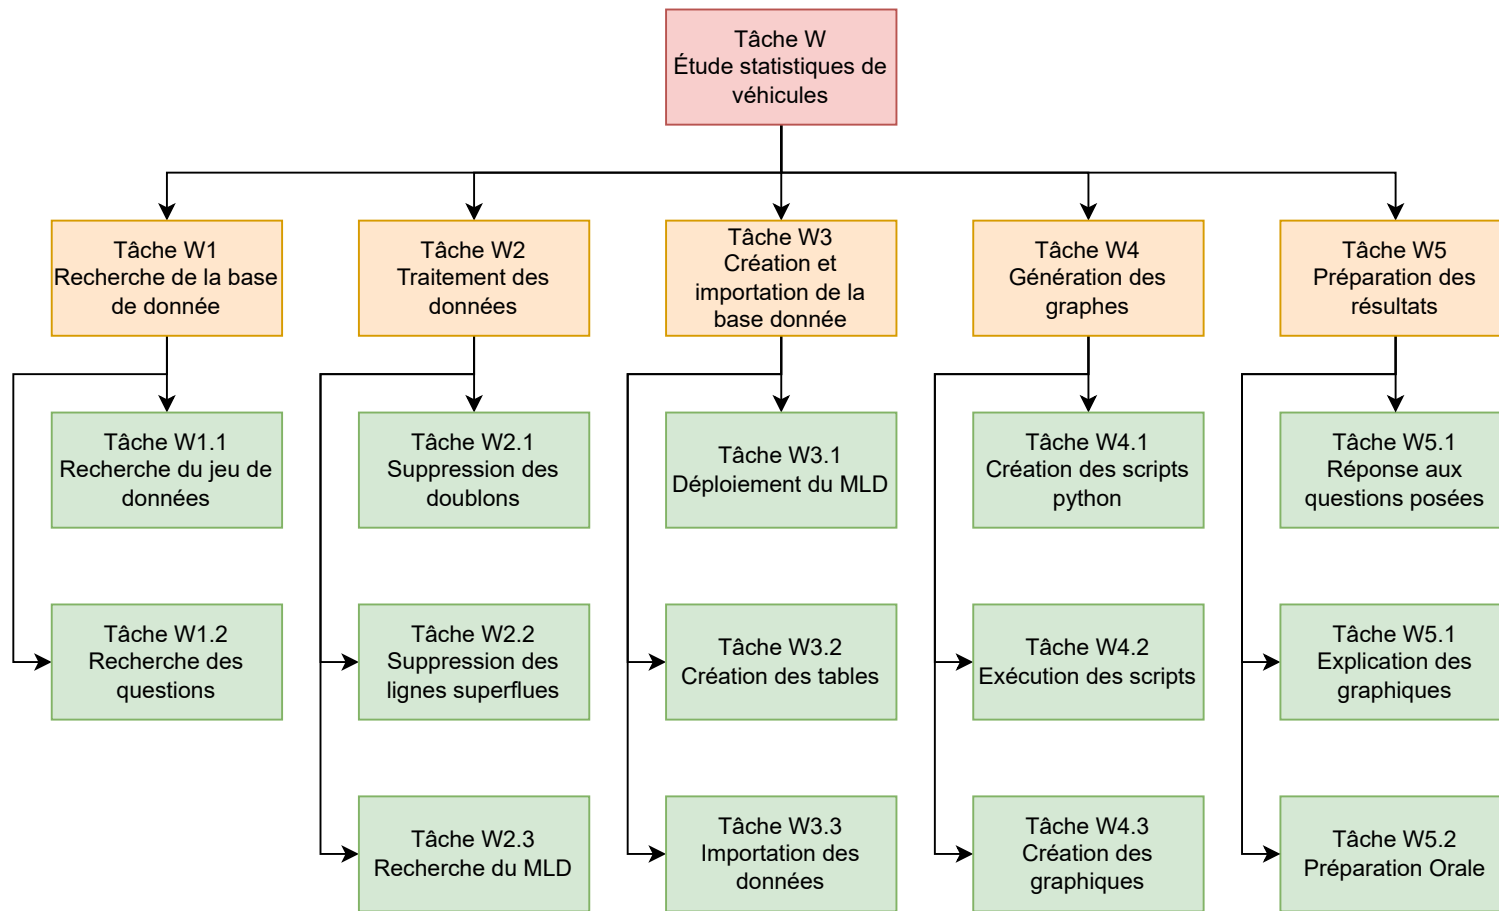 Tâche W
Étude statistiques de
véhicules
Tâche W1
Recherche de la base
de donnée
Tâche W2
Traitement des
données
Tâche W3
Création et
importation de la
base donnée
Tâche W4
Génération des
graphes
Tâche W5
Préparation des
résultats
Tâche W1.1
Recherche du jeu de
données
Tâche W2.1
Suppression des
doublons
Tâche W3.1
Déploiement du MLD
Tâche W4.1
Création des scripts
python
Tâche W5.1
Réponse aux
questions posées
Tâche W1.2
Recherche des
questions
Tâche W2.2
Suppression des
lignes superflues
Tâche W3.2
Création des tables
Tâche W4.2
Exécution des scripts
Tâche W5.1
Explication des
graphiques
Tâche W2.3
Recherche du MLD
Tâche W3.3
Importation des
données
Tâche W4.3
Création des
graphiques
Tâche W5.2
Préparation Orale